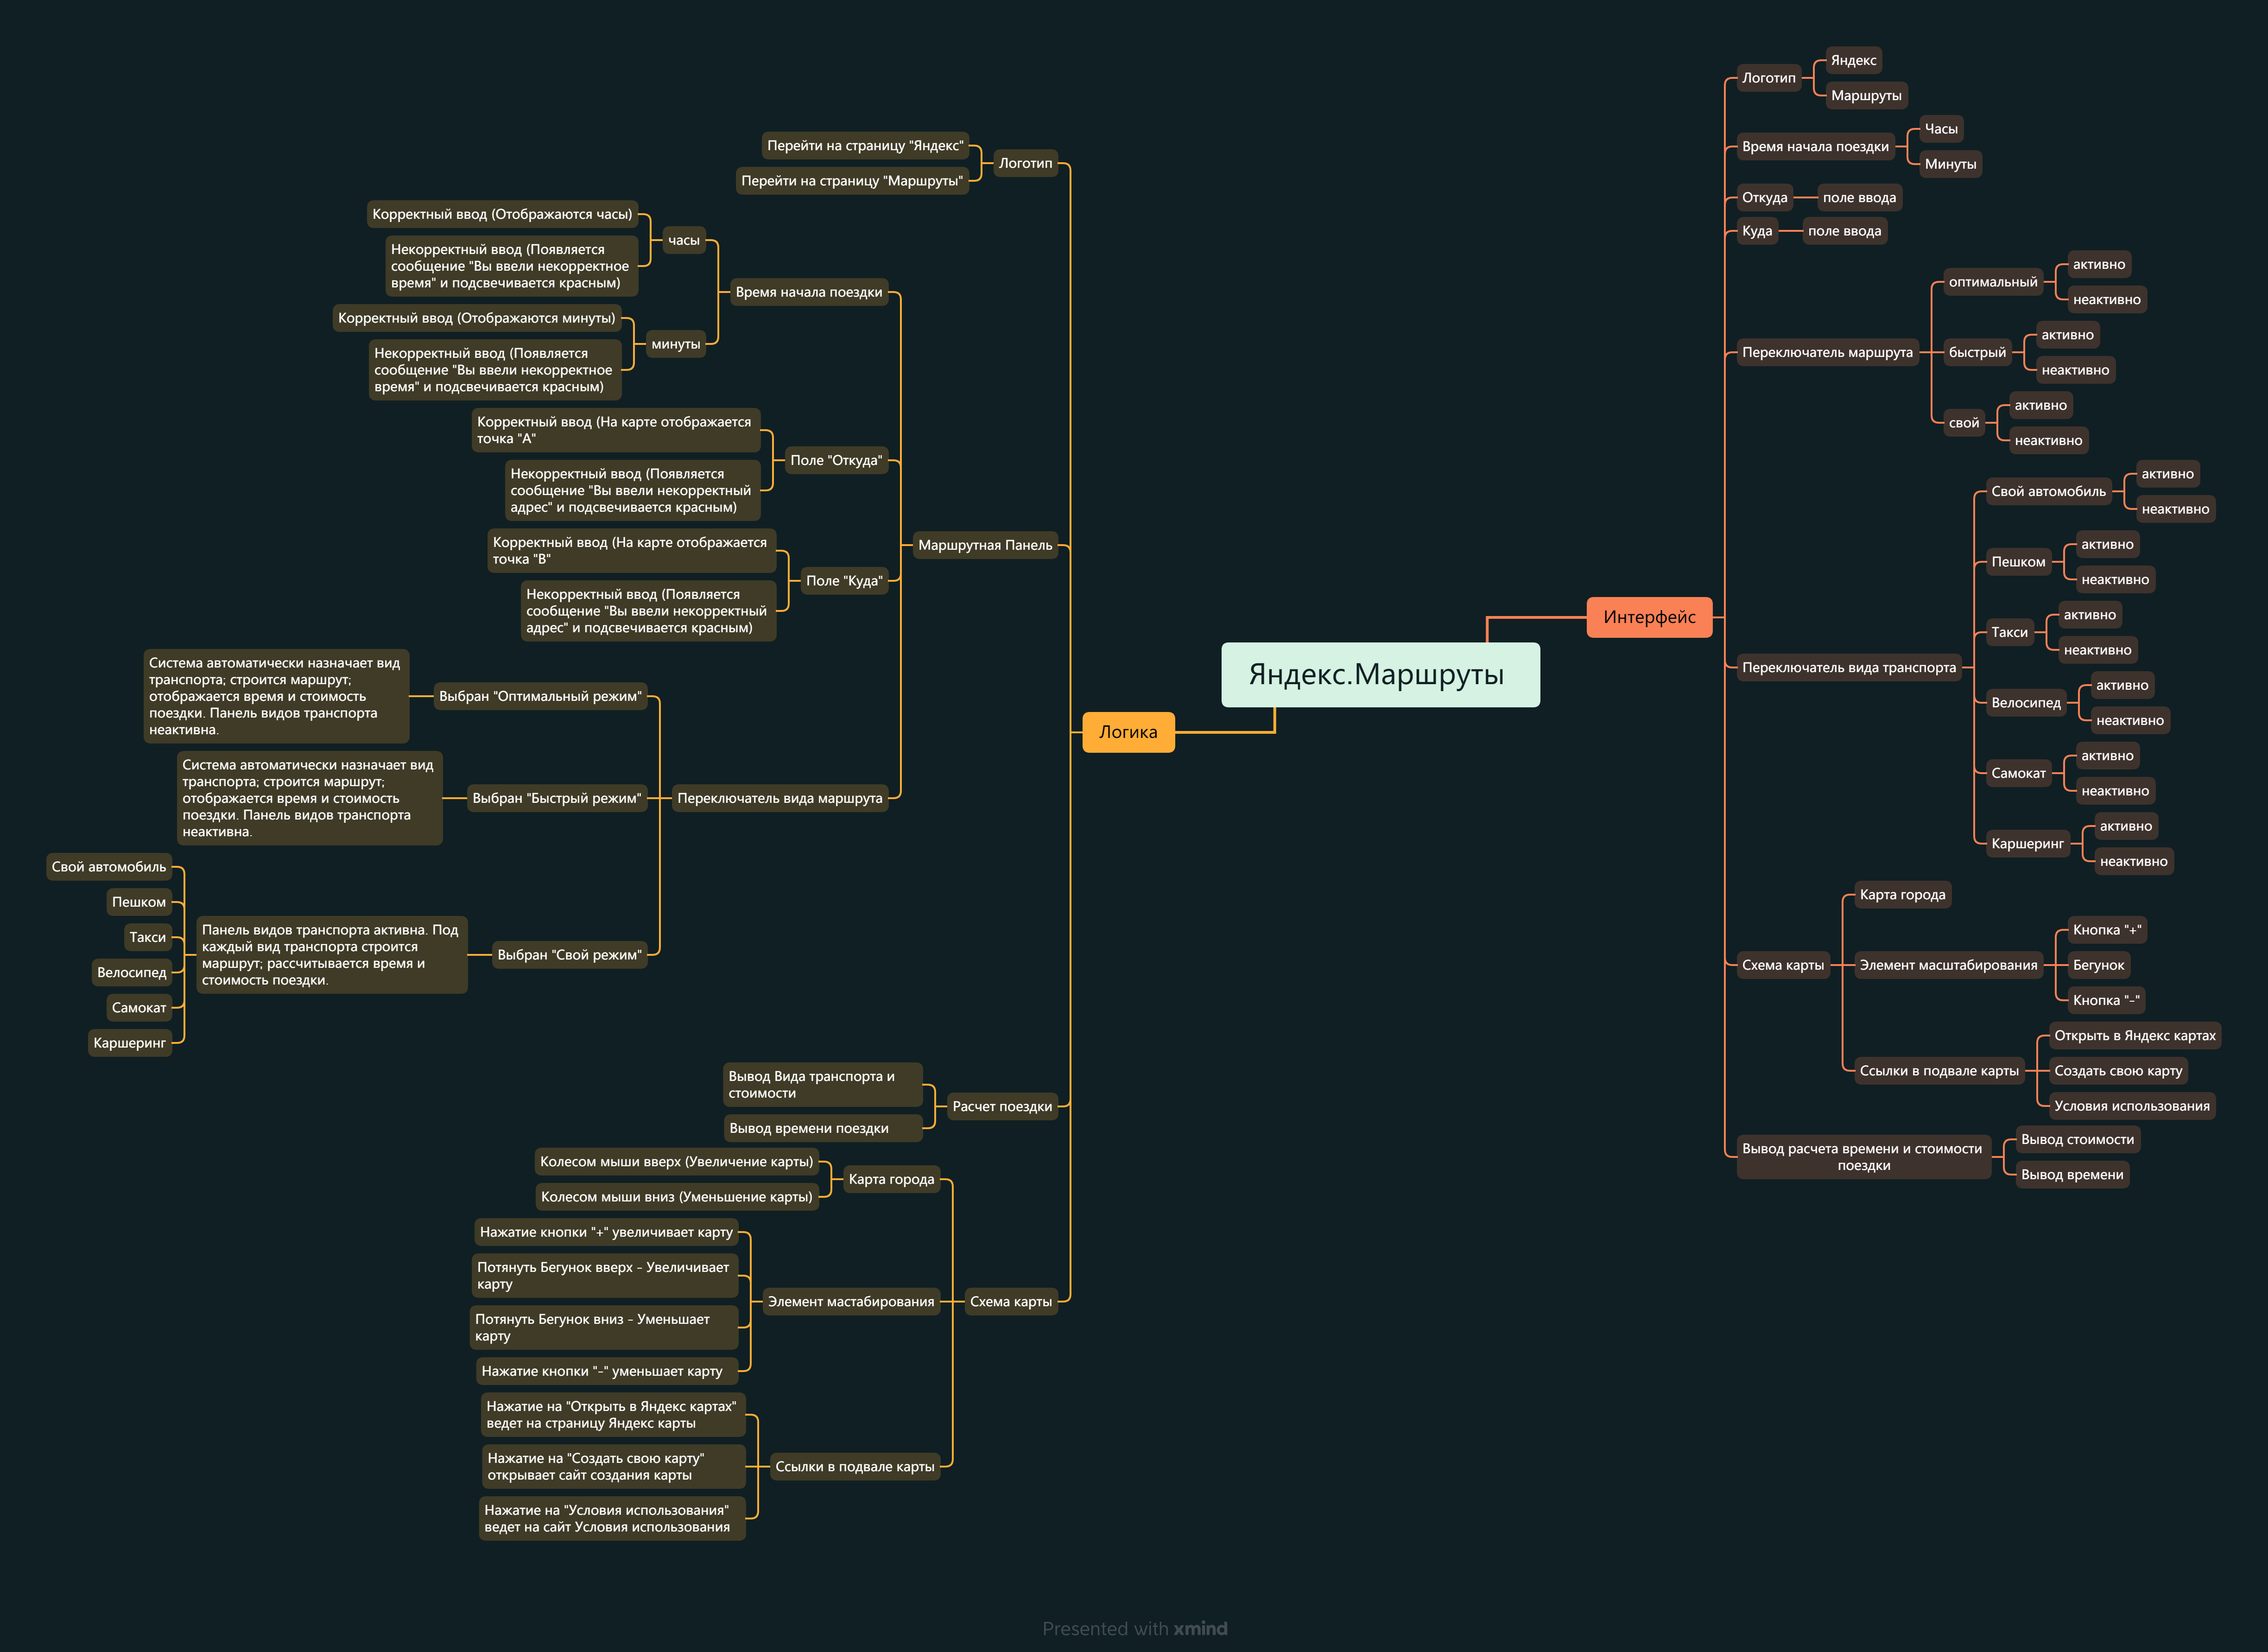 Яндекс.Маршруты
Интерфейс
Логотип
Яндекс
Маршруты
Время начала поездки
Часы
Минуты
Откуда
поле ввода
Куда
поле ввода
Переключатель маршрута
оптимальный
активно
неактивно
быстрый
активно
неактивно
свой
активно
неактивно
Переключатель вида транспорта
Свой автомобиль
активно
неактивно
Пешком
активно
неактивно
Такси
активно
неактивно
Велосипед
активно
неактивно
Самокат
активно
неактивно
Каршеринг
активно
неактивно
Схема карты
Карта города
Элемент масштабирования
Кнопка "+"
Бегунок
Кнопка "-"
Ссылки в подвале карты
Открыть в Яндекс картах
Создать свою карту
Условия использования
Вывод расчета времени и стоимости
поездки
Вывод стоимости
Вывод времени
Логика
Логотип
Перейти на страницу "Яндекс"
Перейти на страницу "Маршруты"
Маршрутная Панель
Время начала поездки
часы
Корректный ввод (Отображаются часы)
Некорректный ввод (Появляется
сообщение "Вы ввели некорректное
время" и подсвечивается красным)
минуты
Корректный ввод (Отображаются минуты)
Некорректный ввод (Появляется
сообщение "Вы ввели некорректное
время" и подсвечивается красным)
Поле "Откуда"
Корректный ввод (На карте отображается
точка "А"
Некорректный ввод (Появляется
сообщение "Вы ввели некорректный
адрес" и подсвечивается красным)
Поле "Куда"
Корректный ввод (На карте отображается
точка "В"
Некорректный ввод (Появляется
сообщение "Вы ввели некорректный
адрес" и подсвечивается красным)
Переключатель вида маршрута
Выбран "Оптимальный режим"
Система автоматически назначает вид
транспорта; строится маршрут;
отображается время и стоимость
поездки. Панель видов транспорта
неактивна.
Выбран "Быстрый режим"
Система автоматически назначает вид
транспорта; строится маршрут;
отображается время и стоимость
поездки. Панель видов транспорта
неактивна.
Выбран "Свой режим"
Панель видов транспорта активна. Под
каждый вид транспорта строится
маршрут; рассчитывается время и
стоимость поездки.
Свой автомобиль
Пешком
Такси
Велосипед
Самокат
Каршеринг
Расчет поездки
Вывод Вида транспорта и
стоимости
Вывод времени поездки
Схема карты
Карта города
Колесом мыши вверх (Увеличение карты)
Колесом мыши вниз (Уменьшение карты)
Элемент мастабирования
Нажатие кнопки "+" увеличивает карту
Потянуть Бегунок вверх - Увеличивает
карту
Потянуть Бегунок вниз - Уменьшает
карту
Нажатие кнопки "-" уменьшает карту
Ссылки в подвале карты
Нажатие на "Открыть в Яндекс картах"
ведет на страницу Яндекс карты
Нажатие на "Создать свою карту"
открывает сайт создания карты
Нажатие на "Условия использования"
ведет на сайт Условия использования
Presented with xmind